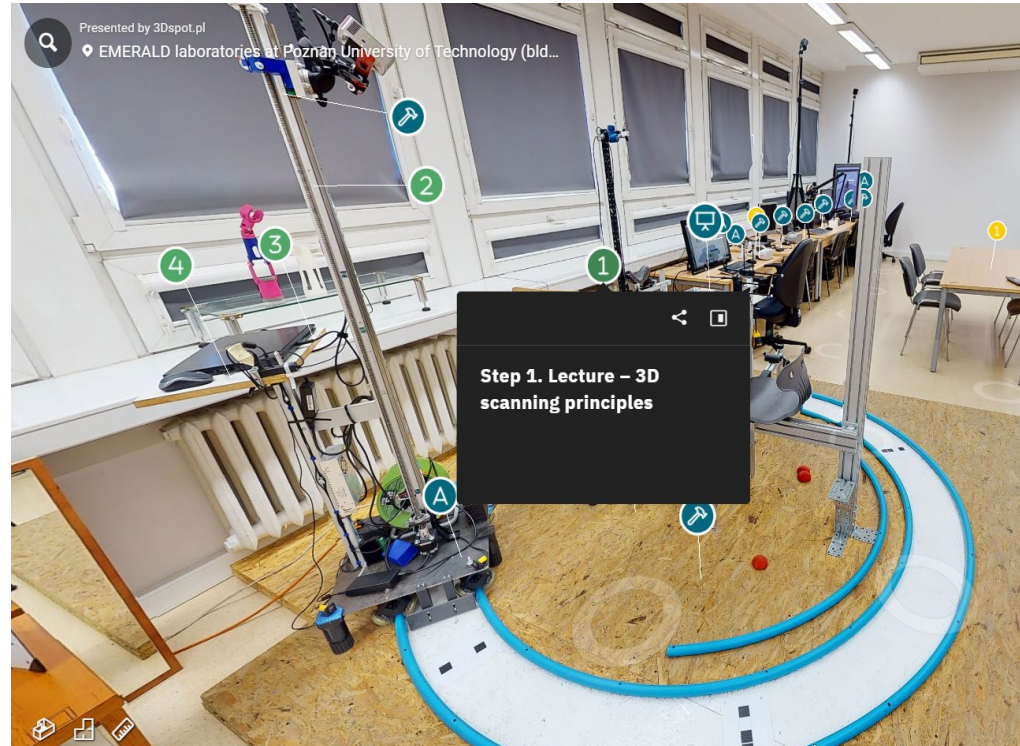 Presented by 3Dspot.pl
EMERALD laboratories at Poznan University of Technology (bld...
2
3
4
1
A
A
A
A
1
Step 1. Lecture – 3D
scanning principles
A